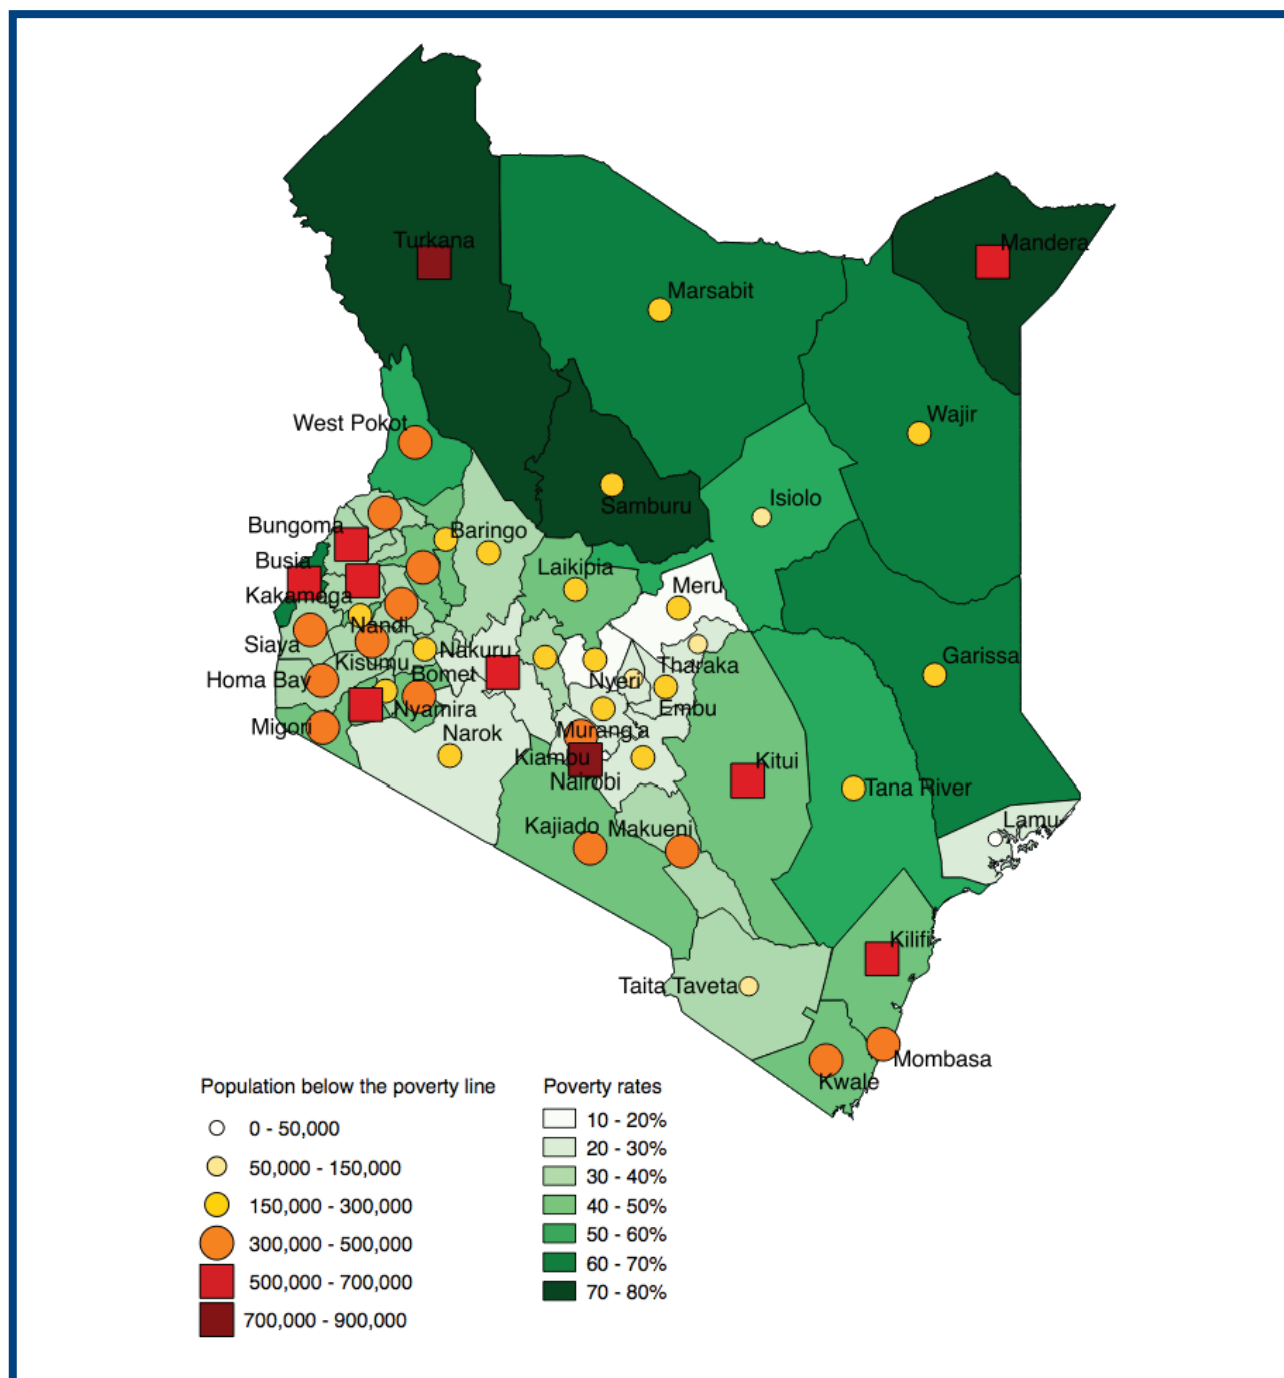 Turkana
Mandera
Marsabit
West Pokot
Wajir
Samburu
Isiolo
Bungoma
Baringo
Busia
Laikipia
Kakamega
Meru
Nandi
Siaya
Nakuru
Kisumu
Tharaka
Garissa
Homa Bay
Bomet
Nyeri
Nyamira
Embu
Migori
Narok
Murang'a
Kiambu
Kitui
Nairobi
Tana River
Lamu
Kajiado
Makueni
Kilifi
Taita Taveta
Mombasa
Kwale
Population below the poverty line
0 - 50,000
50,000 - 150,000
150,000 - 300,000
300,000 - 500,000
500,000 - 700,000
700,000 - 900,000
Poverty rates
10 - 20%
20 - 30%
30 - 40%
40 - 50%
50 - 60%
60 - 70%
70 - 80%